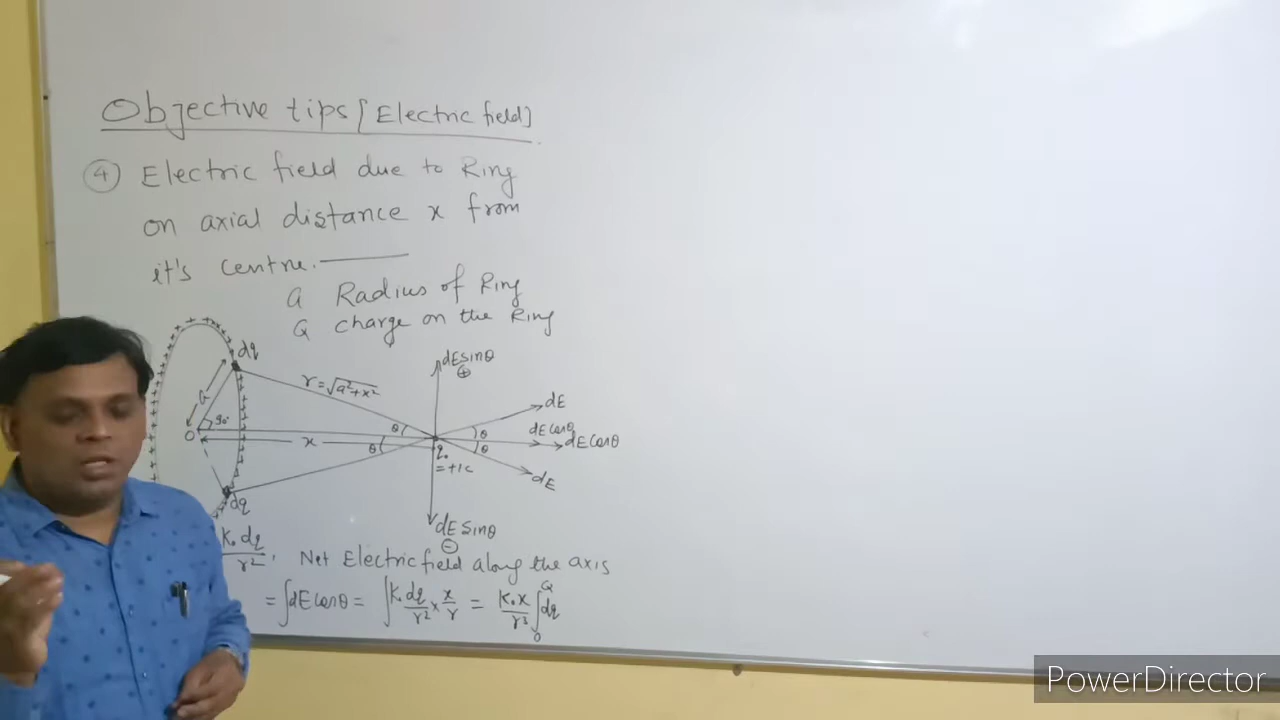 Objective tips [Electric field]
④ Electric field due to Ring
on axial distance x from
it's centre.
a Radius of Ring
Q charge on the Ring
dq
a
90°
O
r=√a²+x²
x
θ
θ
dq
dE sinθ
⊕
dE
dE cosθ
dE cosθ
θ
θ
dE
q₀
=+1C
dE sinθ
⊖
K.dq/r², Net Electric field along the axis
=∫dE cosθ = ∫K.dq/r² × x/r = K.x/r³ ∫₀^Q dq
PowerDirector